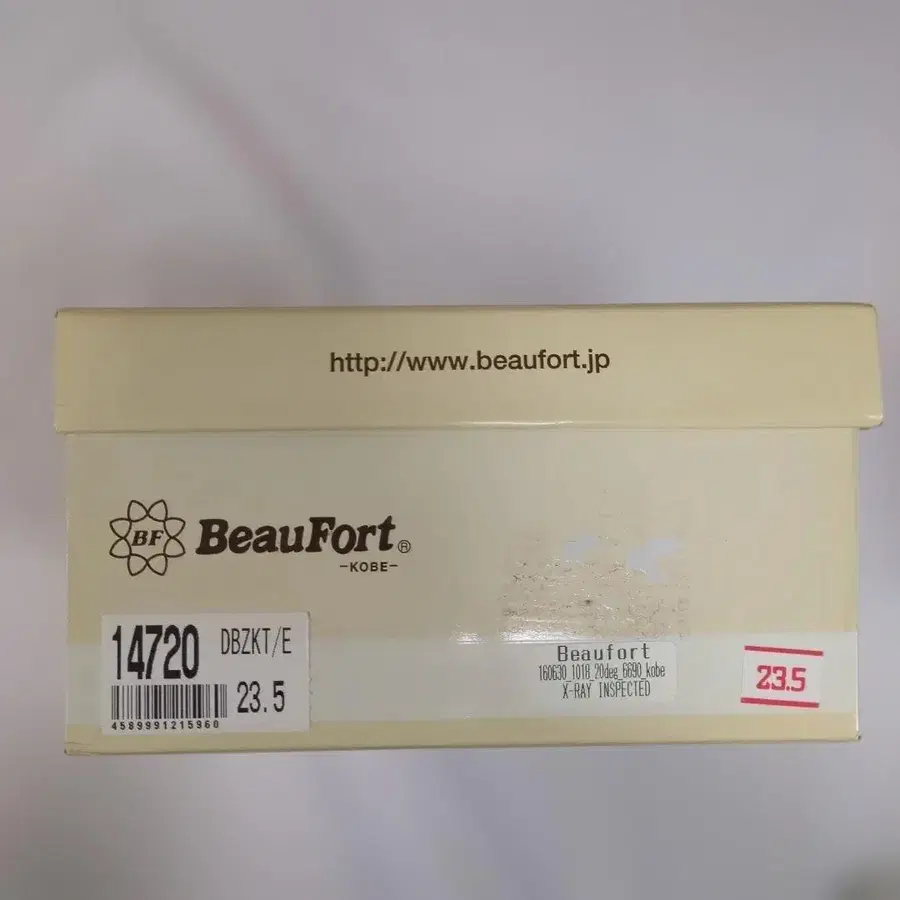 http://www.beaufort.jp
BF BeauFort®
-KOBE-
14720 DBZKT/E
23.5
4589991215960
Beaufort
160630_1018_20deg_6690_kobe
X-RAY INSPECTED
23.5